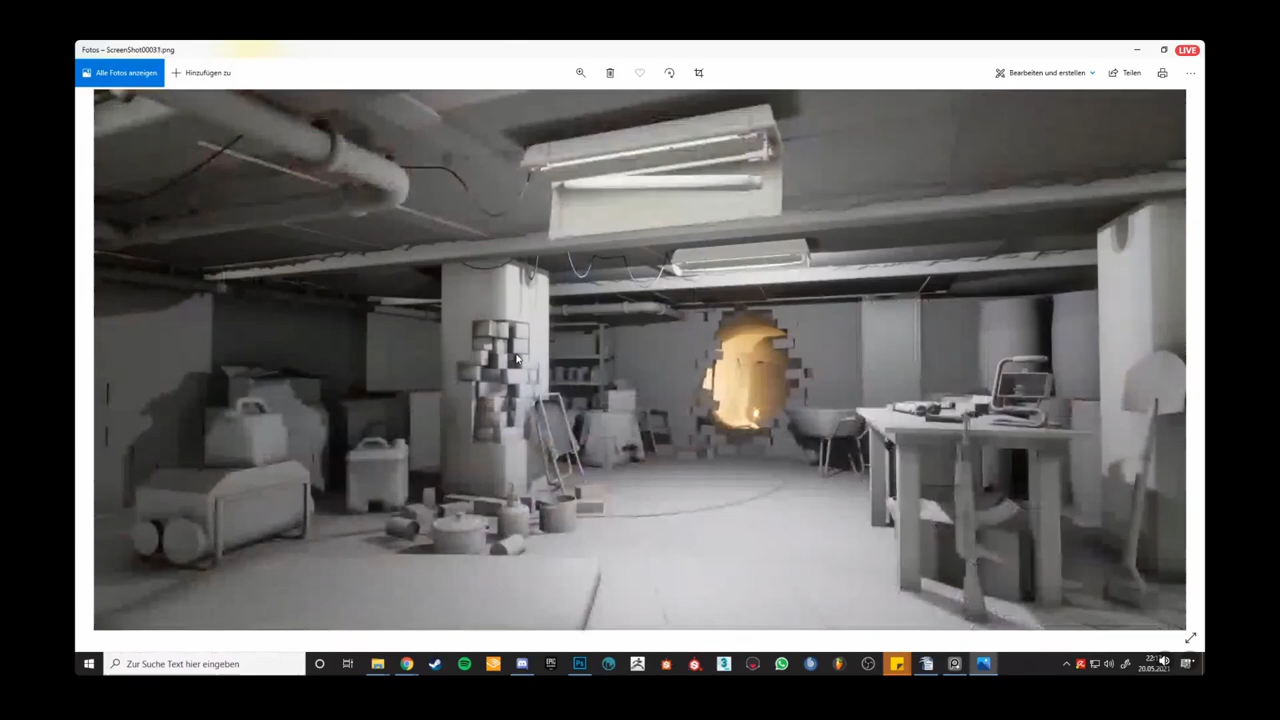 Fotos – ScreenShot00031.png
LIVE
Alle Fotos anzeigen
Hinzufügen zu
Bearbeiten und erstellen
Teilen
Zur Suche Text hier eingeben
20.05.2021